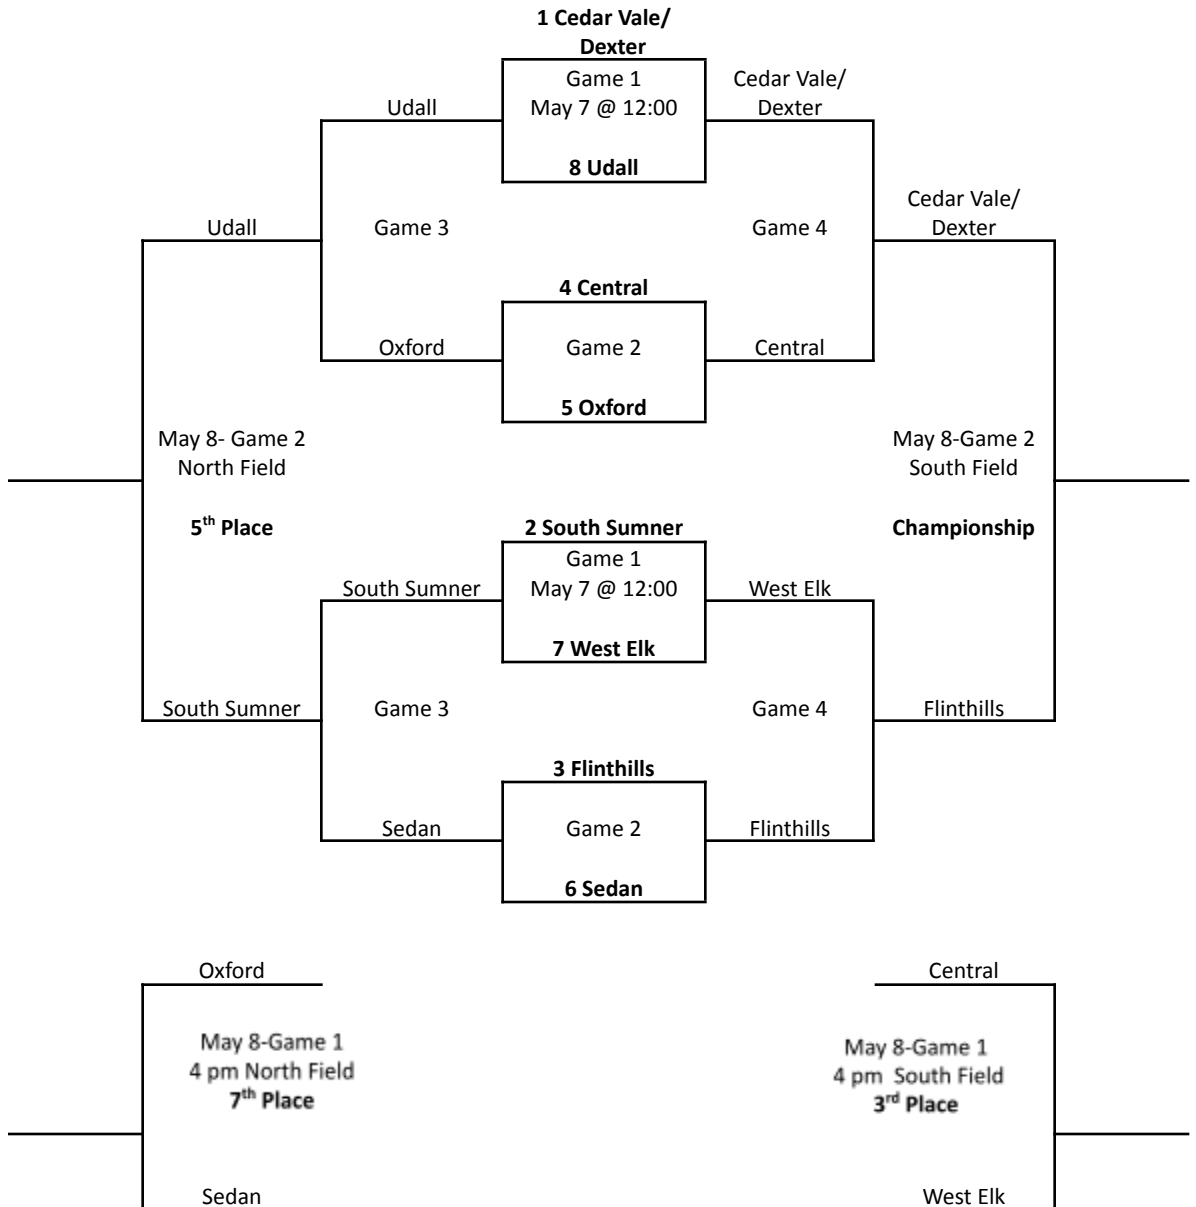 1 Cedar Vale/
Dexter
Game 1
May 7 @ 12:00
8 Udall
Udall
Cedar Vale/
Dexter
Udall
Game 3
Game 4
Cedar Vale/
Dexter
4 Central
Oxford
Game 2
Central
5 Oxford
May 8- Game 2
North Field
5th Place
May 8-Game 2
South Field
Championship
2 South Sumner
Game 1
May 7 @ 12:00
7 West Elk
South Sumner
West Elk
South Sumner
Game 3
Game 4
Flinthills
3 Flinthills
Sedan
Game 2
Flinthills
6 Sedan
Oxford
May 8-Game 1
4 pm North Field
7th Place
Sedan
Central
May 8-Game 1
4 pm South Field
3rd Place
West Elk